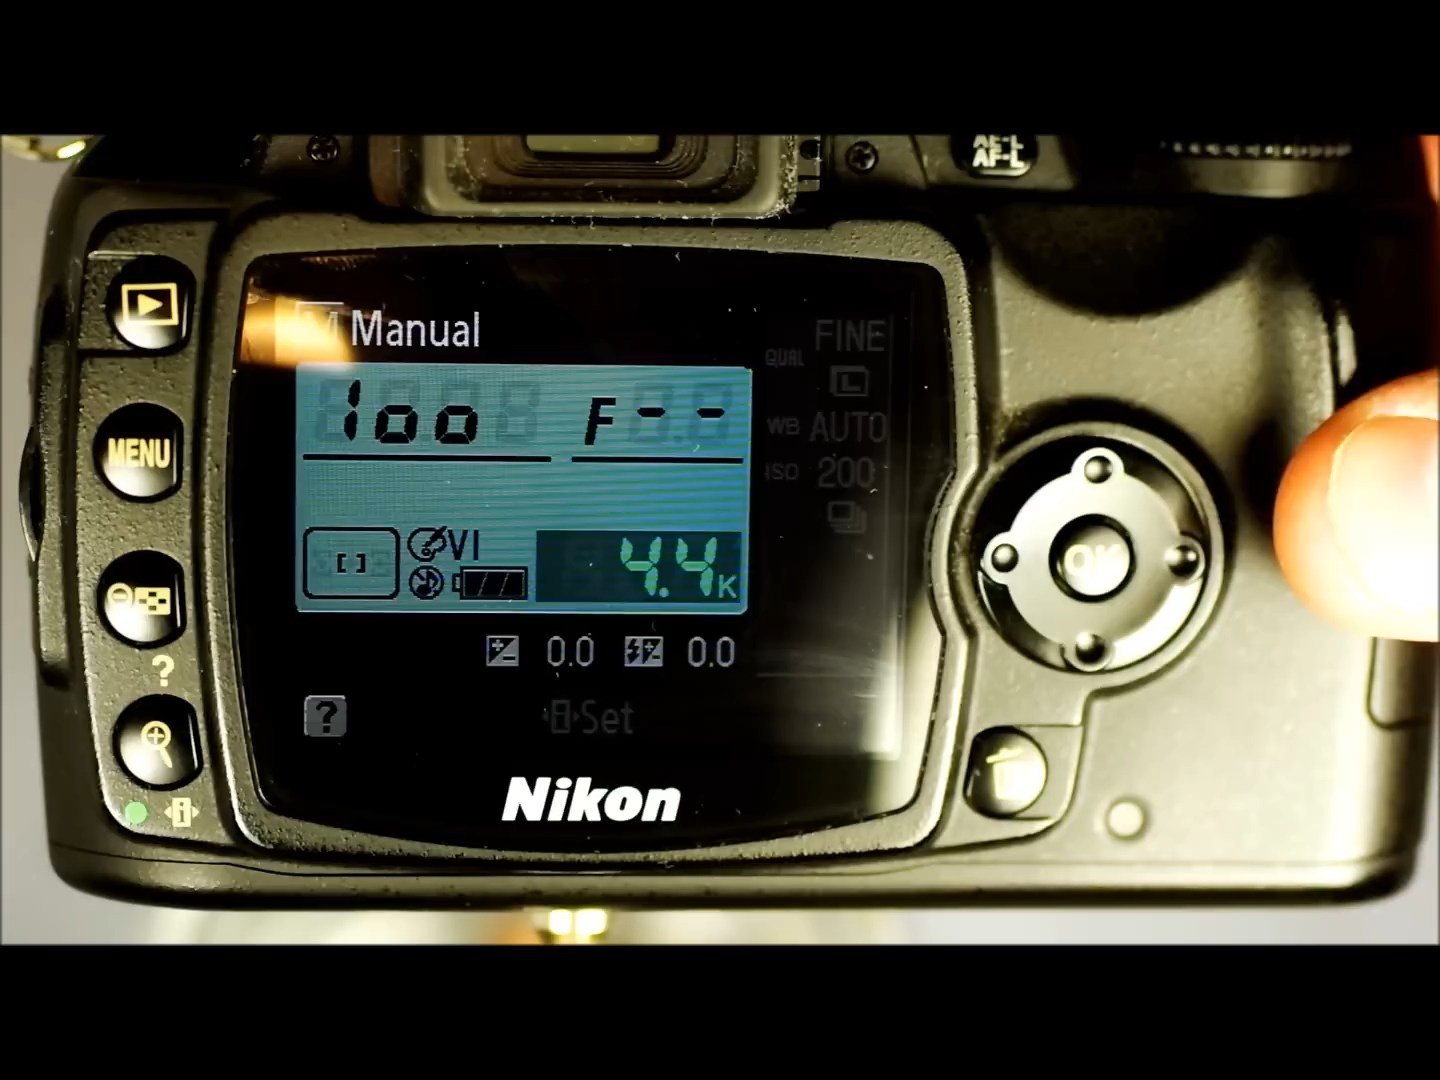 AE-L
AF-L
Manual
100 F--
QUAL FINE
L
WB AUTO
ISO 200
VI
4.4K
0.0 0.0
? Set
Nikon
MENU
?
OK